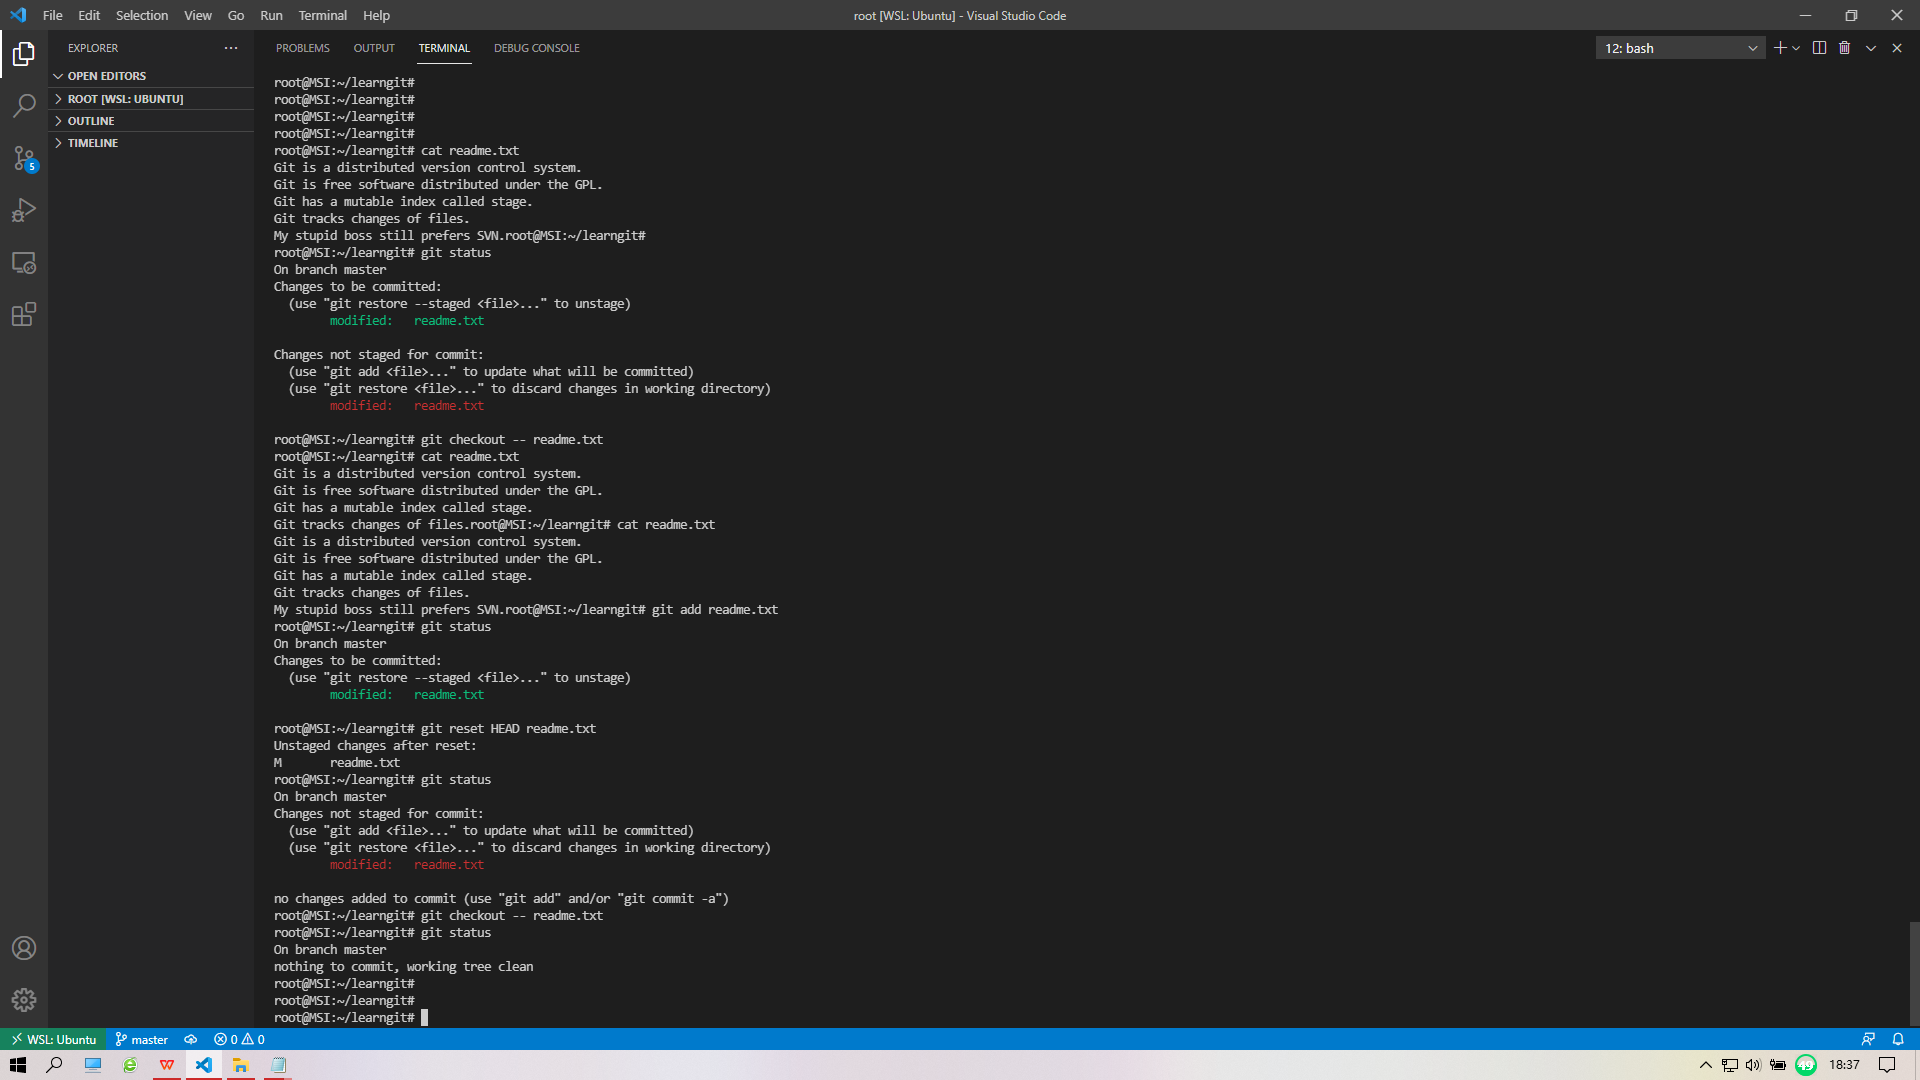 File Edit Selection View Go Run Terminal Help
root [WSL: Ubuntu] - Visual Studio Code
EXPLORER
PROBLEMS OUTPUT TERMINAL DEBUG CONSOLE
12: bash
OPEN EDITORS
ROOT [WSL: UBUNTU]
OUTLINE
TIMELINE
5
root@MSI:~/learngit#
root@MSI:~/learngit#
root@MSI:~/learngit#
root@MSI:~/learngit#
root@MSI:~/learngit# cat readme.txt
Git is a distributed version control system.
Git is free software distributed under the GPL.
Git has a mutable index called stage.
Git tracks changes of files.
My stupid boss still prefers SVN.root@MSI:~/learngit#
root@MSI:~/learngit# git status
On branch master
Changes to be committed:
  (use "git restore --staged <file>..." to unstage)
        modified:   readme.txt

Changes not staged for commit:
  (use "git add <file>..." to update what will be committed)
  (use "git restore <file>..." to discard changes in working directory)
        modified:   readme.txt

root@MSI:~/learngit# git checkout -- readme.txt
root@MSI:~/learngit# cat readme.txt
Git is a distributed version control system.
Git is free software distributed under the GPL.
Git has a mutable index called stage.
Git tracks changes of files.root@MSI:~/learngit# cat readme.txt
Git is a distributed version control system.
Git is free software distributed under the GPL.
Git has a mutable index called stage.
Git tracks changes of files.
My stupid boss still prefers SVN.root@MSI:~/learngit# git add readme.txt
root@MSI:~/learngit# git status
On branch master
Changes to be committed:
  (use "git restore --staged <file>..." to unstage)
        modified:   readme.txt

root@MSI:~/learngit# git reset HEAD readme.txt
Unstaged changes after reset:
M       readme.txt
root@MSI:~/learngit# git status
On branch master
Changes not staged for commit:
  (use "git add <file>..." to update what will be committed)
  (use "git restore <file>..." to discard changes in working directory)
        modified:   readme.txt

no changes added to commit (use "git add" and/or "git commit -a")
root@MSI:~/learngit# git checkout -- readme.txt
root@MSI:~/learngit# git status
On branch master
nothing to commit, working tree clean
root@MSI:~/learngit#
root@MSI:~/learngit#
root@MSI:~/learngit#
WSL: Ubuntu master 0 0
49 18:37